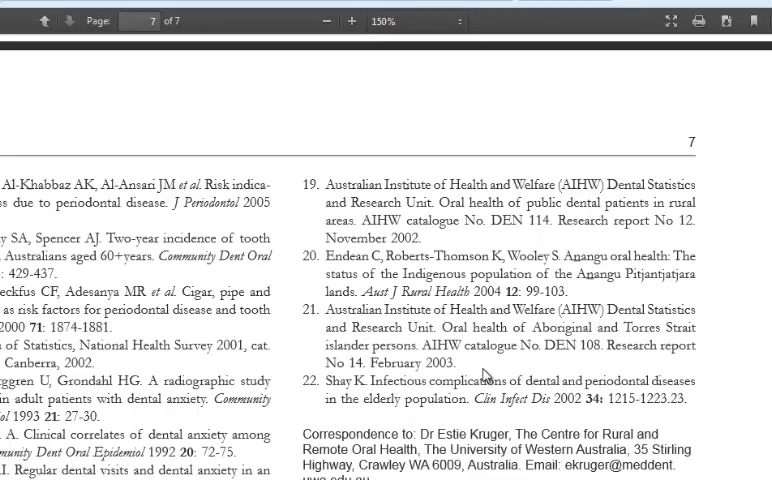 Page: 7 of 7
150%
7
Al-Khabbaz AK, Al-Ansari JM et al. Risk indica-
ss due to periodontal disease. J Periodontol 2005
y SA, Spencer AJ. Two-year incidence of tooth
Australians aged 60+years. Community Dent Oral
: 429-437.
eckfus CF, Adesanya MR et al. Cigar, pipe and
as risk factors for periodontal disease and tooth
2000 71: 1874-1881.
of Statistics, National Health Survey 2001, cat.
Canberra, 2002.
rggren U, Grondahl HG. A radiographic study
in adult patients with dental anxiety. Community
iol 1993 21: 27-30.
A. Clinical correlates of dental anxiety among
munity Dent Oral Epidemiol 1992 20: 72-75.
I. Regular dental visits and dental anxiety in an
19. Australian Institute of Health and Welfare (AIHW) Dental Statistics
and Research Unit. Oral health of public dental patients in rural
areas. AIHW catalogue No. DEN 114. Research report No 12.
November 2002.
20. Endean C, Roberts-Thomson K, Wooley S. Anangu oral health: The
status of the Indigenous population of the Anangu Pitjantjatjara
lands. Aust J Rural Health 2004 12: 99-103.
21. Australian Institute of Health and Welfare (AIHW) Dental Statistics
and Research Unit. Oral health of Aboriginal and Torres Strait
islander persons. AIHW catalogue No. DEN 108. Research report
No 14. February 2003.
22. Shay K. Infectious complications of dental and periodontal diseases
in the elderly population. Clin Infect Dis 2002 34: 1215-1223.23.
Correspondence to: Dr Estie Kruger, The Centre for Rural and
Remote Oral Health, The University of Western Australia, 35 Stirling
Highway, Crawley WA 6009, Australia. Email: ekruger@meddent.
uwa.edu.au